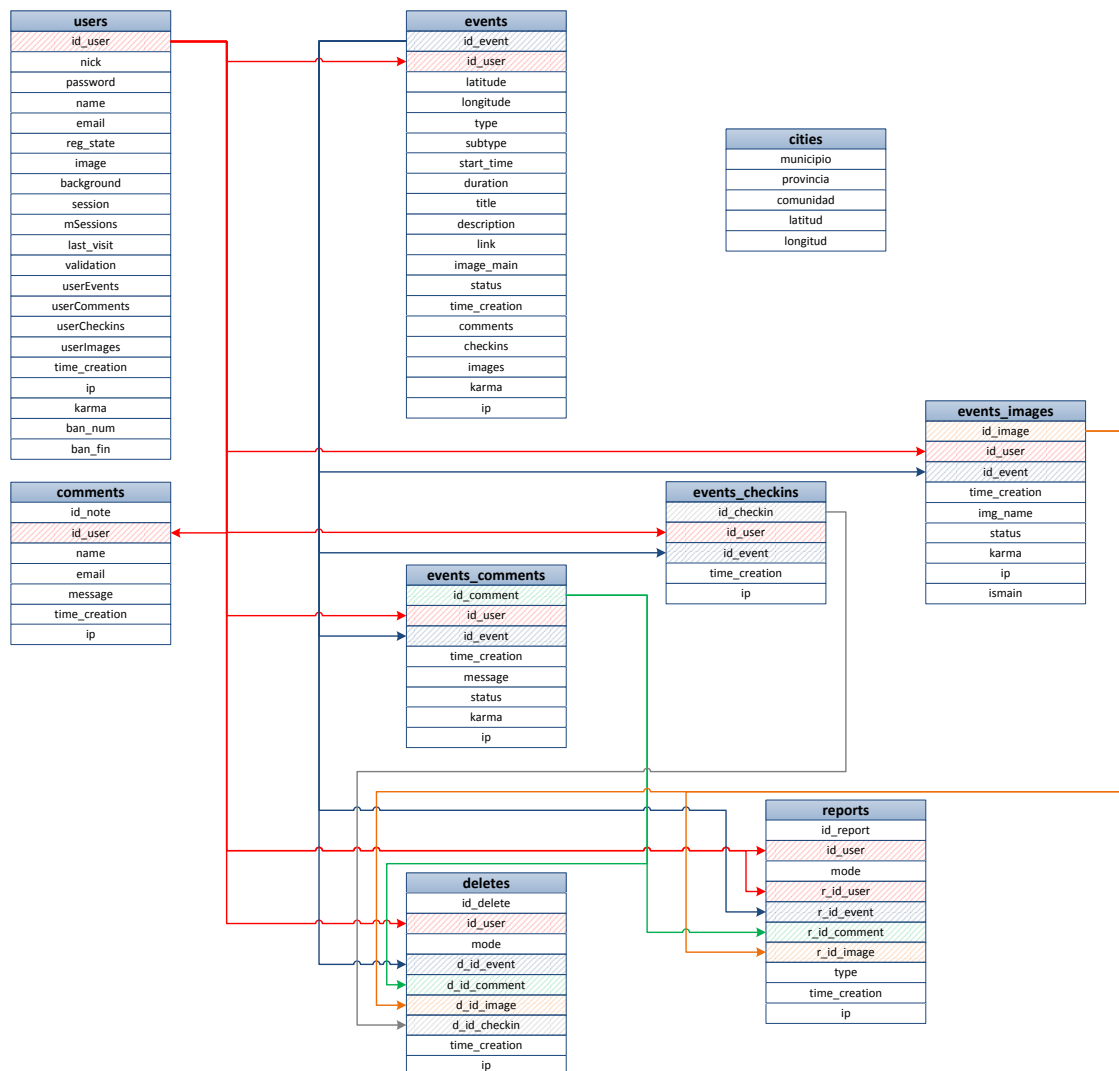 users
id_user
nick
password
name
email
reg_state
image
background
session
mSessions
last_visit
validation
userEvents
userComments
userCheckins
userImages
time_creation
ip
karma
ban_num
ban_fin
events
id_event
id_user
latitude
longitude
type
subtype
start_time
duration
title
description
link
image_main
status
time_creation
comments
checkins
images
karma
ip
cities
municipio
provincia
comunidad
latitud
longitud
events_images
id_image
id_user
id_event
time_creation
img_name
status
karma
ip
ismain
comments
id_note
id_user
name
email
message
time_creation
ip
events_checkins
id_checkin
id_user
id_event
time_creation
ip
events_comments
id_comment
id_user
id_event
time_creation
message
status
karma
ip
reports
id_report
id_user
mode
r_id_user
r_id_event
r_id_comment
r_id_image
type
time_creation
ip
deletes
id_delete
id_user
mode
d_id_event
d_id_comment
d_id_image
d_id_checkin
time_creation
ip